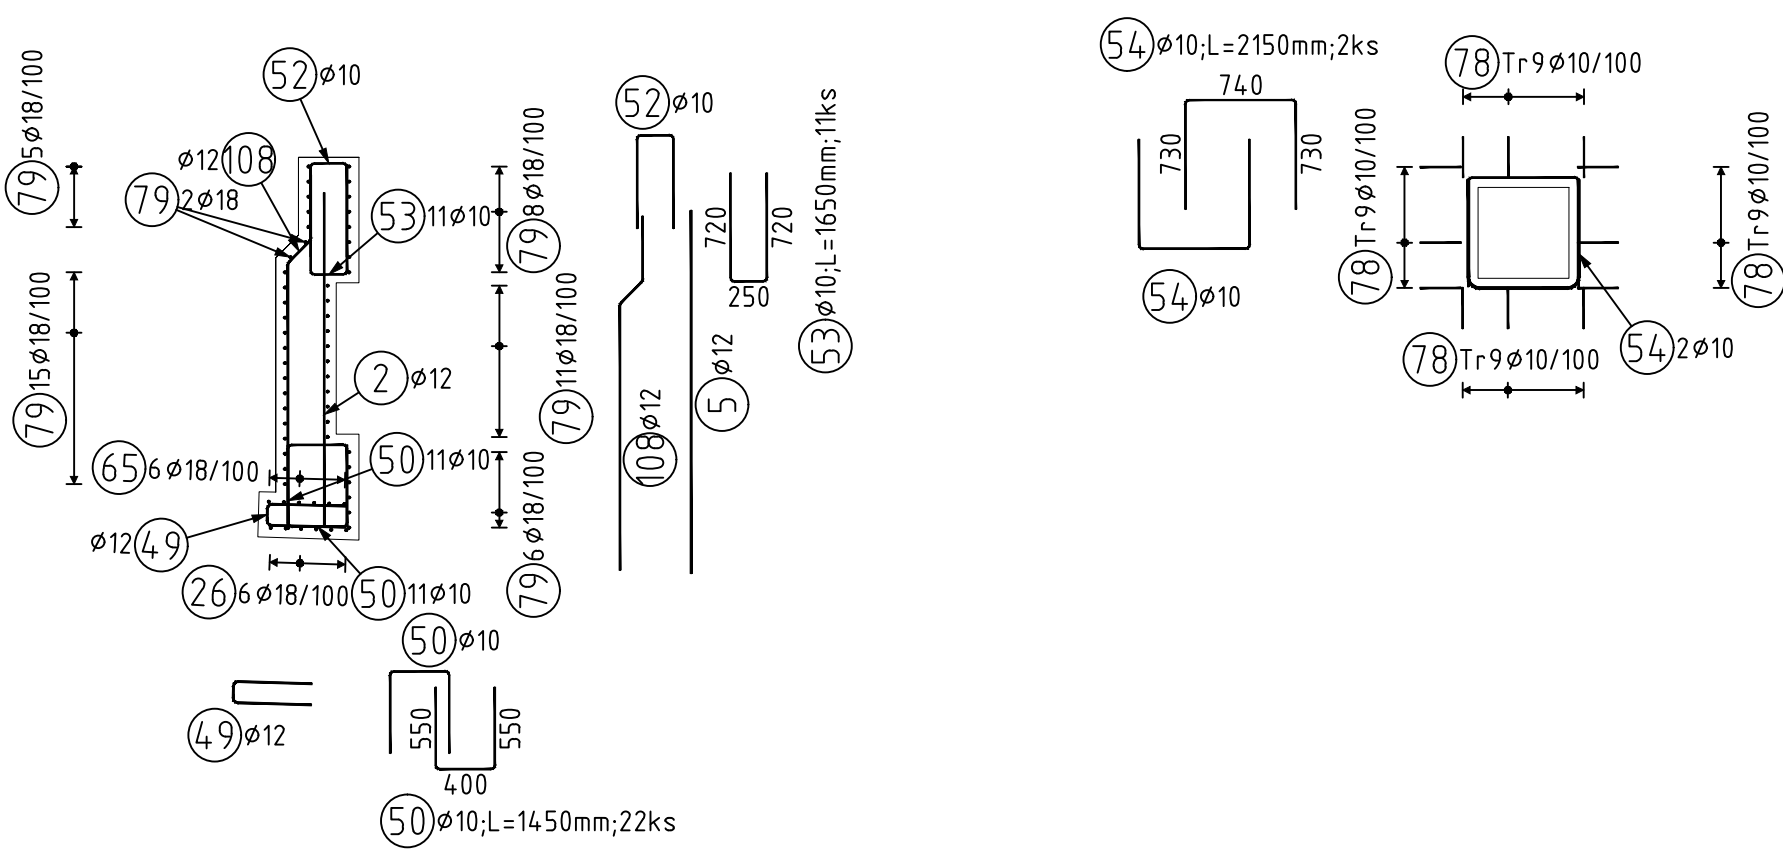 52 ø10
79 5ø18/100
ø12 108
79 2ø18
53 11ø10
79 8ø18/100
79 15ø18/100
2 ø12
79 11ø18/100
65 6ø18/100
50 11ø10
ø12 49
26 6ø18/100
50 11ø10
79 6ø18/100
52 ø10
108 ø12
5 ø12
720
720
250
53 ø10;L=1650mm;11ks
50 ø10
49 ø12
550
550
400
50 ø10;L=1450mm;22ks
54 ø10;L=2150mm;2ks
740
730
730
54 ø10
78 Tr9ø10/100
78 Tr9ø10/100
78 Tr9ø10/100
78 Tr9ø10/100
54 2ø10